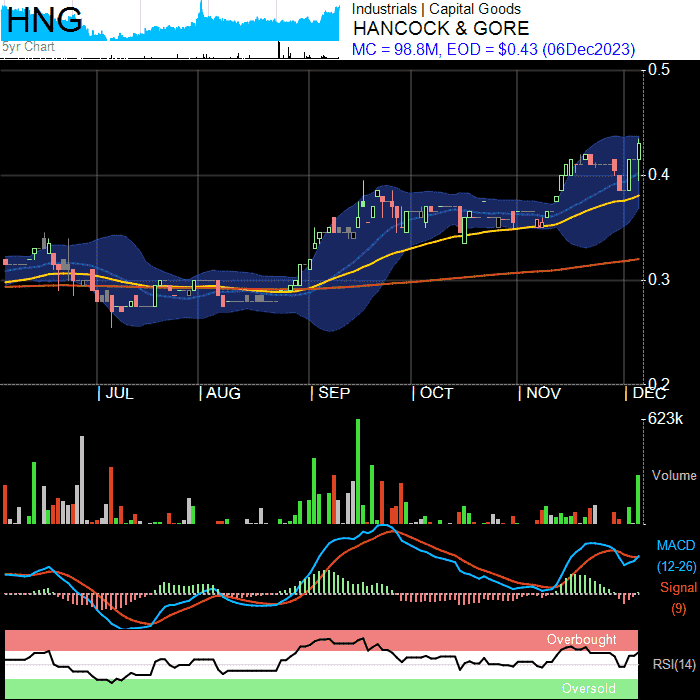 HNG
5yr Chart
Industrials | Capital Goods
HANCOCK & GORE
MC = 98.8M, EOD = $0.43 (06Dec2023)
0.5
0.4
0.3
0.2
| JUL | AUG | SEP | OCT | NOV | DEC
623k
Volume
MACD
(12-26)
Signal
(9)
Overbought
RSI(14)
Oversold